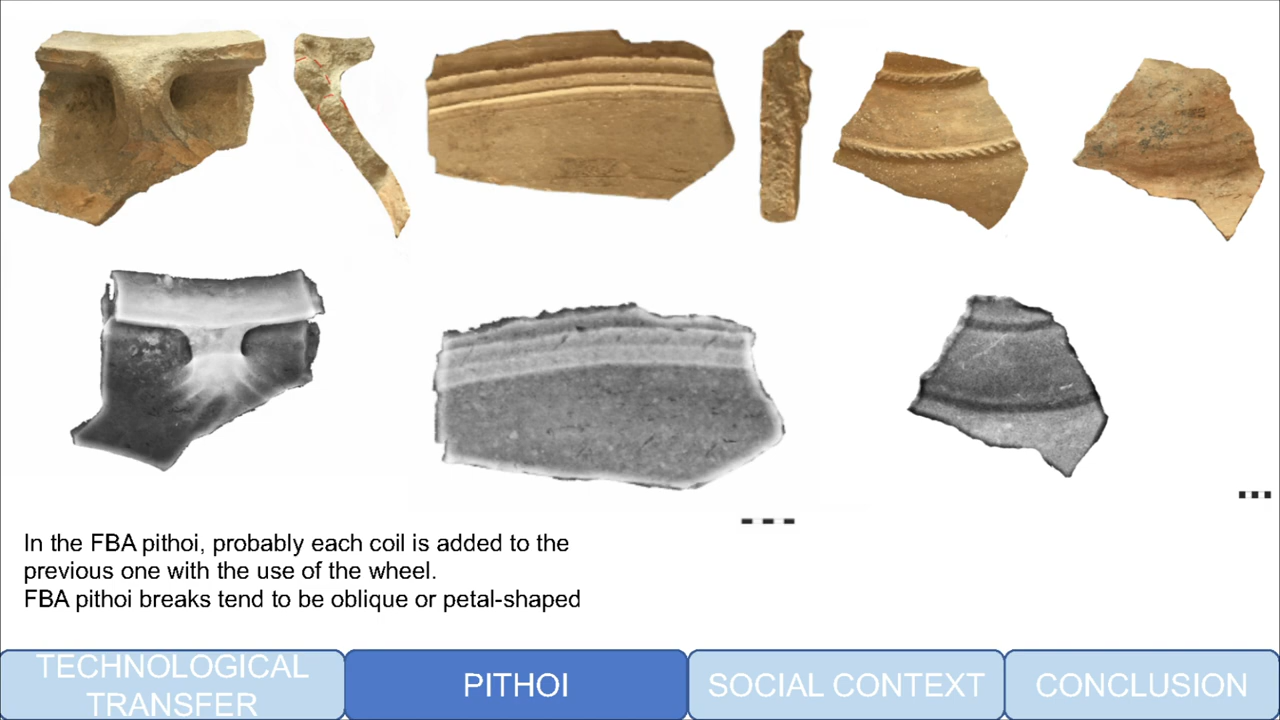 In the FBA pithoi, probably each coil is added to the
previous one with the use of the wheel.
FBA pithoi breaks tend to be oblique or petal-shaped
TECHNOLOGICAL
TRANSFER
PITHOI
SOCIAL CONTEXT
CONCLUSION